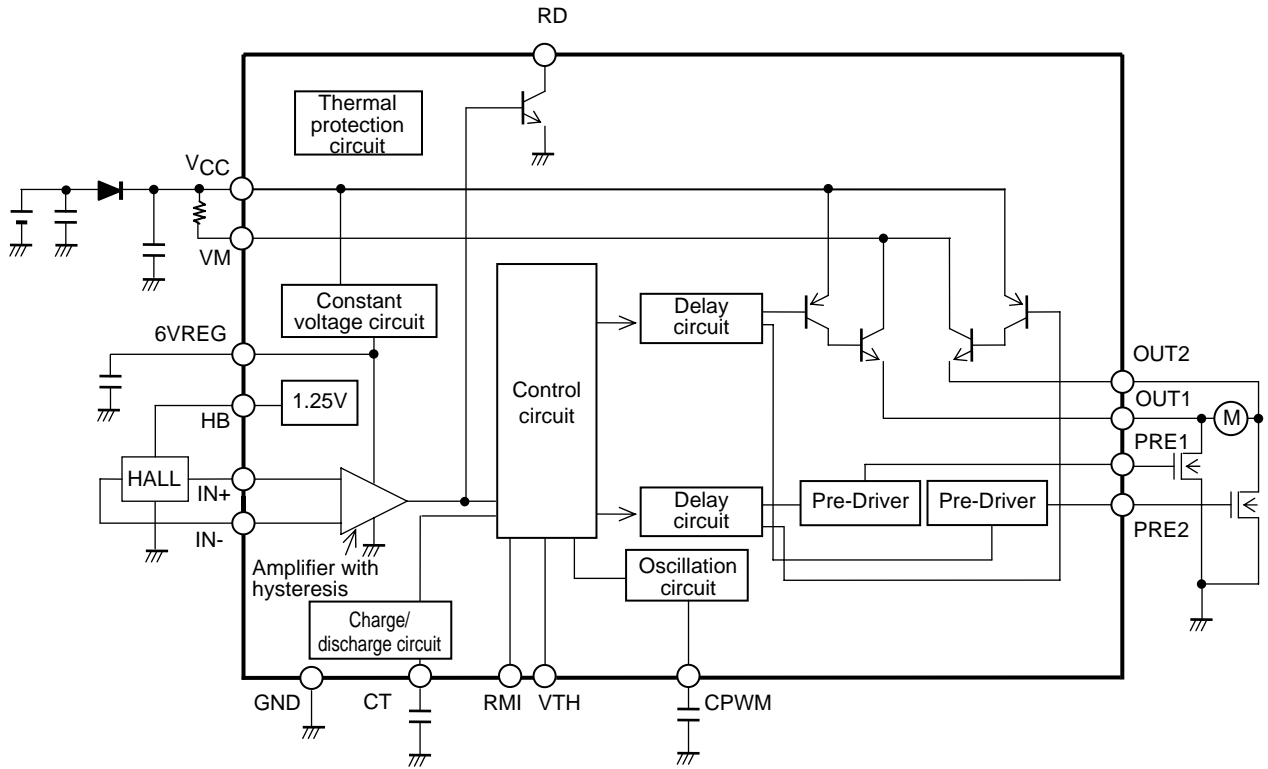 RD
Thermal
protection
circuit
VCC
VM
Constant
voltage circuit
6VREG
1.25V
HB
HALL
IN+
IN-
Amplifier with
hysteresis
Control
circuit
Delay
circuit
Delay
circuit
Pre-Driver
Pre-Driver
Oscillation
circuit
Charge/
discharge circuit
OUT2
OUT1
M
PRE1
PRE2
GND
CT
RMI
VTH
CPWM